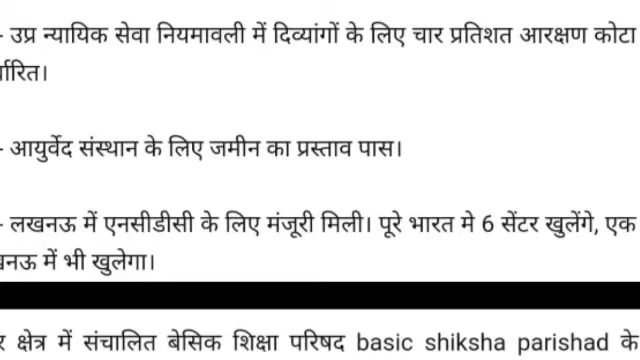 - उप्र न्यायिक सेवा नियमावली में दिव्यांगों के लिए चार प्रतिशत आरक्षण कोटा
- आयुर्वेद संस्थान के लिए जमीन का प्रस्ताव पास।
- लखनऊ में एनसीडीसी के लिए मंजूरी मिली। पूरे भारत मे 6 सेंटर खुलेंगे, एक
में भी खुलेगा।
क्षेत्र में संचालित बेसिक शिक्षा परिषद basic shiksha parishad के